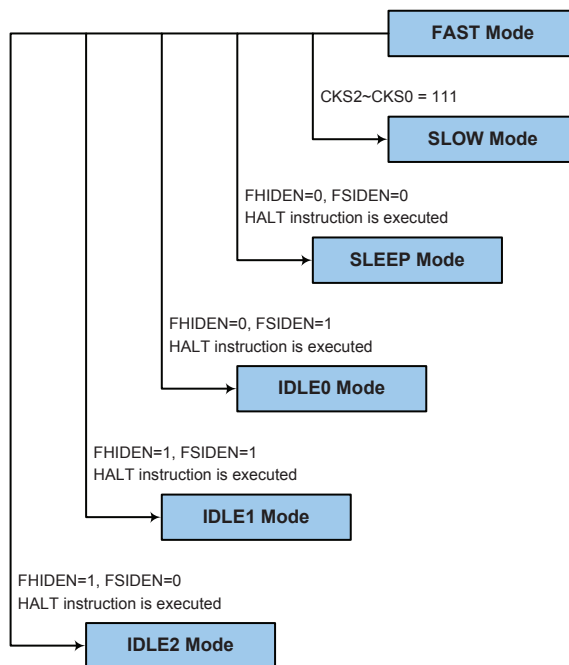 FAST Mode
CKS2~CKS0 = 111
SLOW Mode
FHIDEN=0, FSIDEN=0
HALT instruction is executed
SLEEP Mode
FHIDEN=0, FSIDEN=1
HALT instruction is executed
IDLE0 Mode
FHIDEN=1, FSIDEN=1
HALT instruction is executed
IDLE1 Mode
FHIDEN=1, FSIDEN=0
HALT instruction is executed
IDLE2 Mode